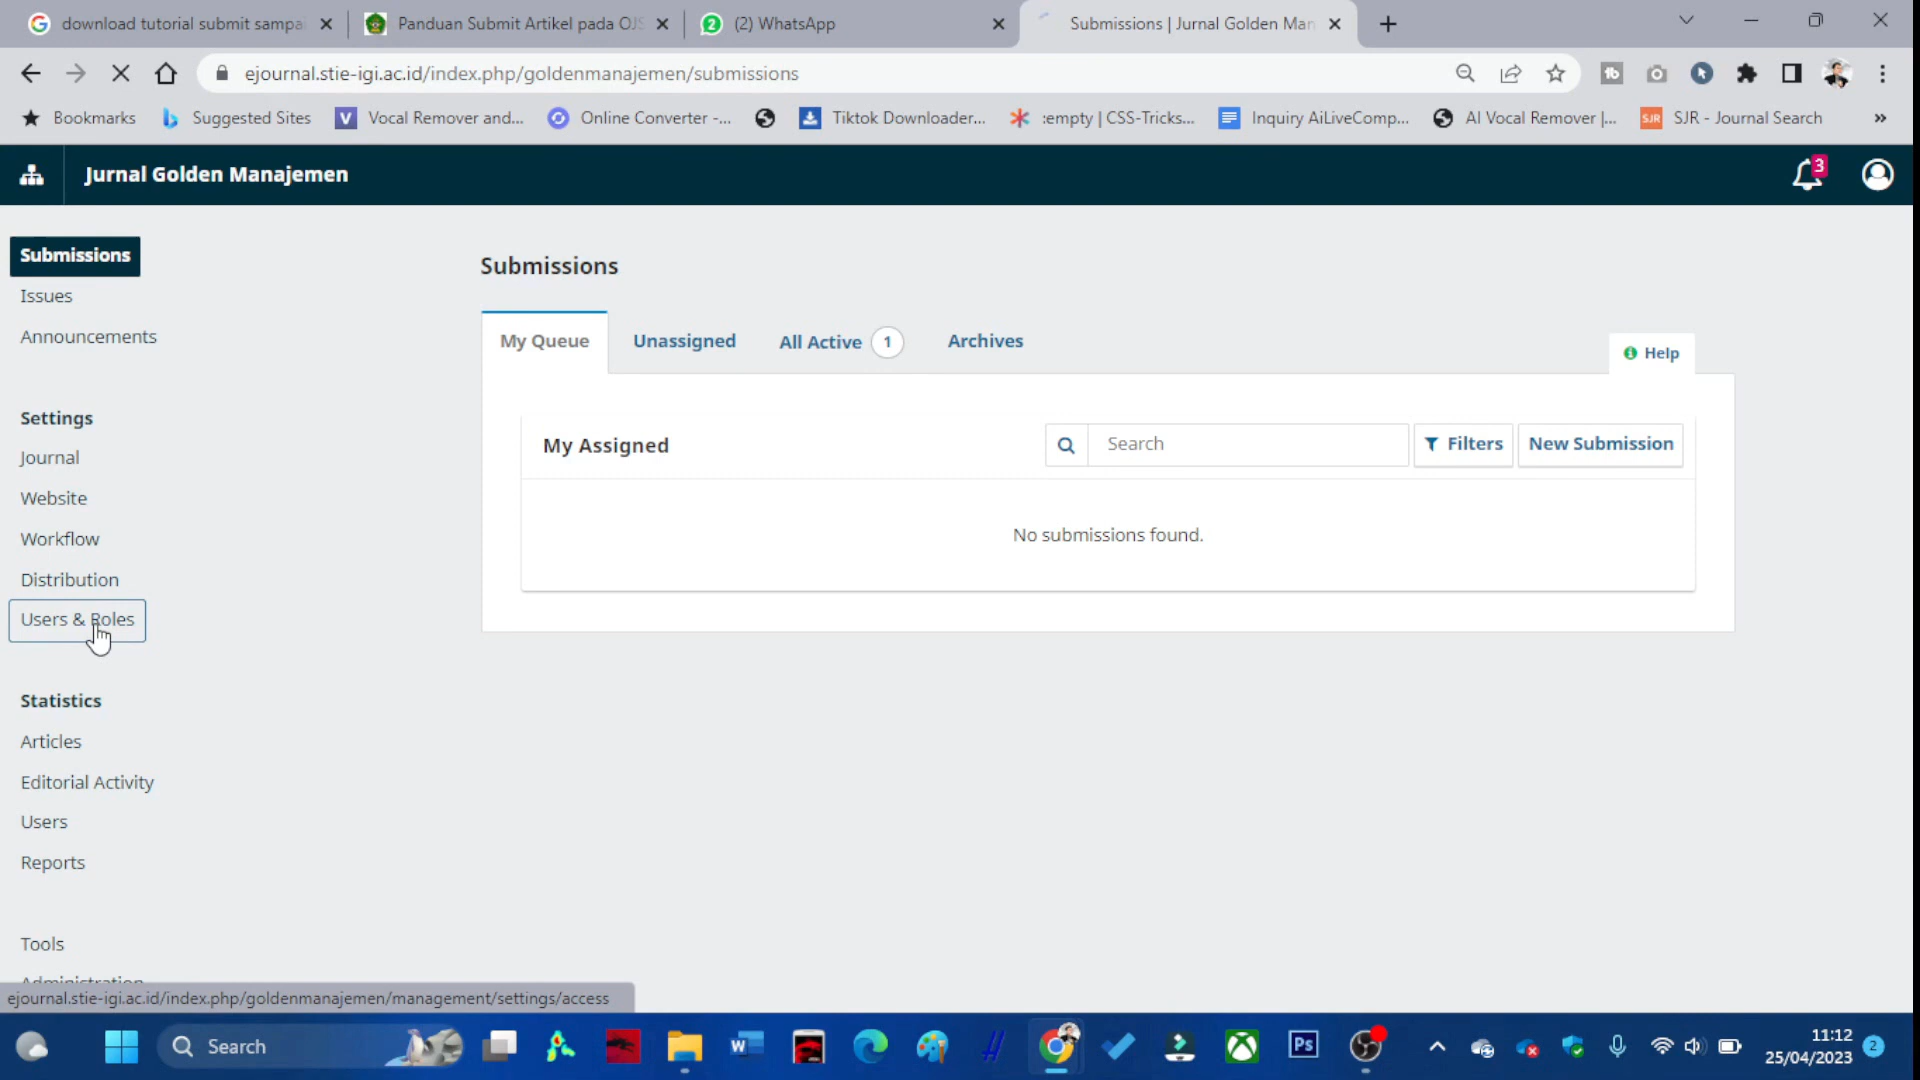 download tutorial submit sampai
Panduan Submit Artikel pada OJS
(2) WhatsApp
Submissions | Jurnal Golden Man
ejournal.stie-igi.ac.id/index.php/goldenmanajemen/submissions
Bookmarks
Suggested Sites
Vocal Remover and...
Online Converter -...
Tiktok Downloader...
:empty | CSS-Tricks...
Inquiry AiLiveComp...
AI Vocal Remover |...
SJR - Journal Search
»
Jurnal Golden Manajemen
3
Submissions
Issues
Announcements
Settings
Journal
Website
Workflow
Distribution
Users & Roles
Statistics
Articles
Editorial Activity
Users
Reports
Tools
Administration
Submissions
My Queue
Unassigned
All Active 1
Archives
Help
My Assigned
Search
Filters
New Submission
No submissions found.
ejournal.stie-igi.ac.id/index.php/goldenmanajemen/management/settings/access
Search
Ps
11:12
25/04/2023
2